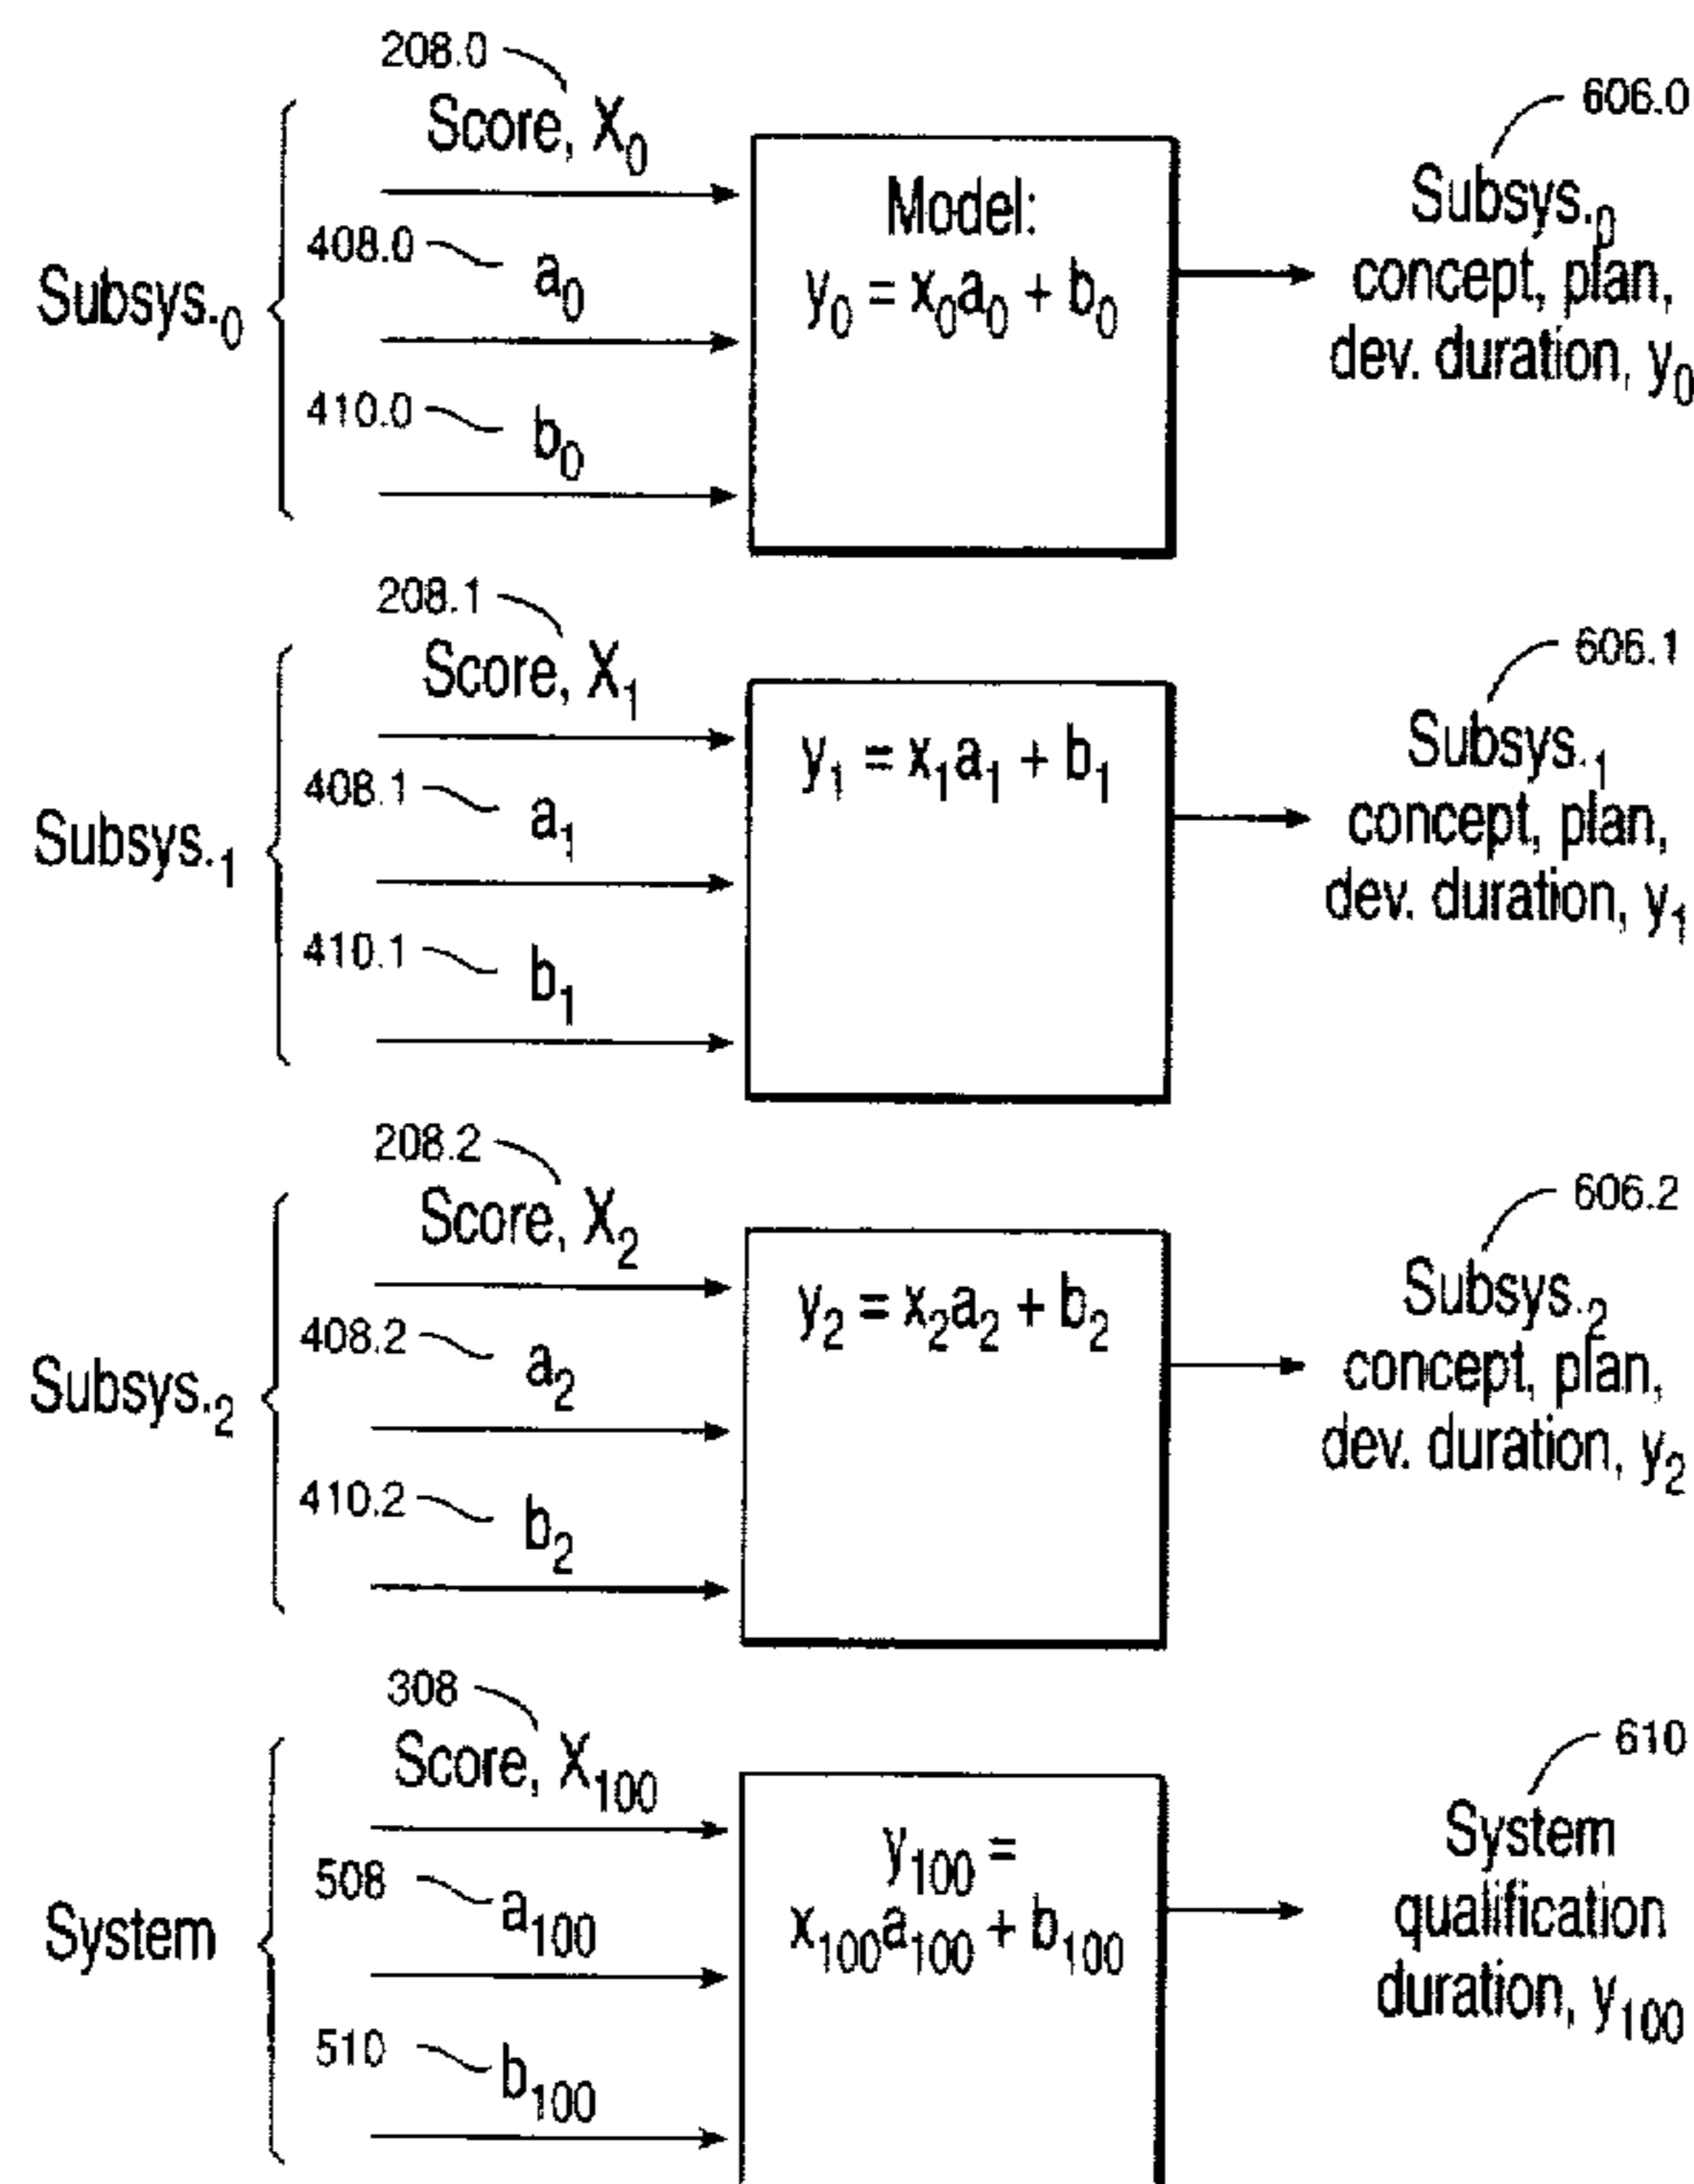 208.0
Score, X0
606.0
Subsys.0
408.0
a0
Model:
y0 = x0a0 + b0
Subsys.0
concept, plan,
dev. duration, y0
410.0
b0
208.1
Score, X1
606.1
Subsys.1
408.1
a1
y1 = x1a1 + b1
Subsys.1
concept, plan,
dev. duration, y1
410.1
b1
208.2
Score, X2
606.2
Subsys.2
408.2
a2
y2 = x2a2 + b2
Subsys.2
concept, plan,
dev. duration, y2
410.2
b2
308
Score, X100
610
System
508
a100
y100 =
x100a100 + b100
System
qualification
duration, y100
510
b100